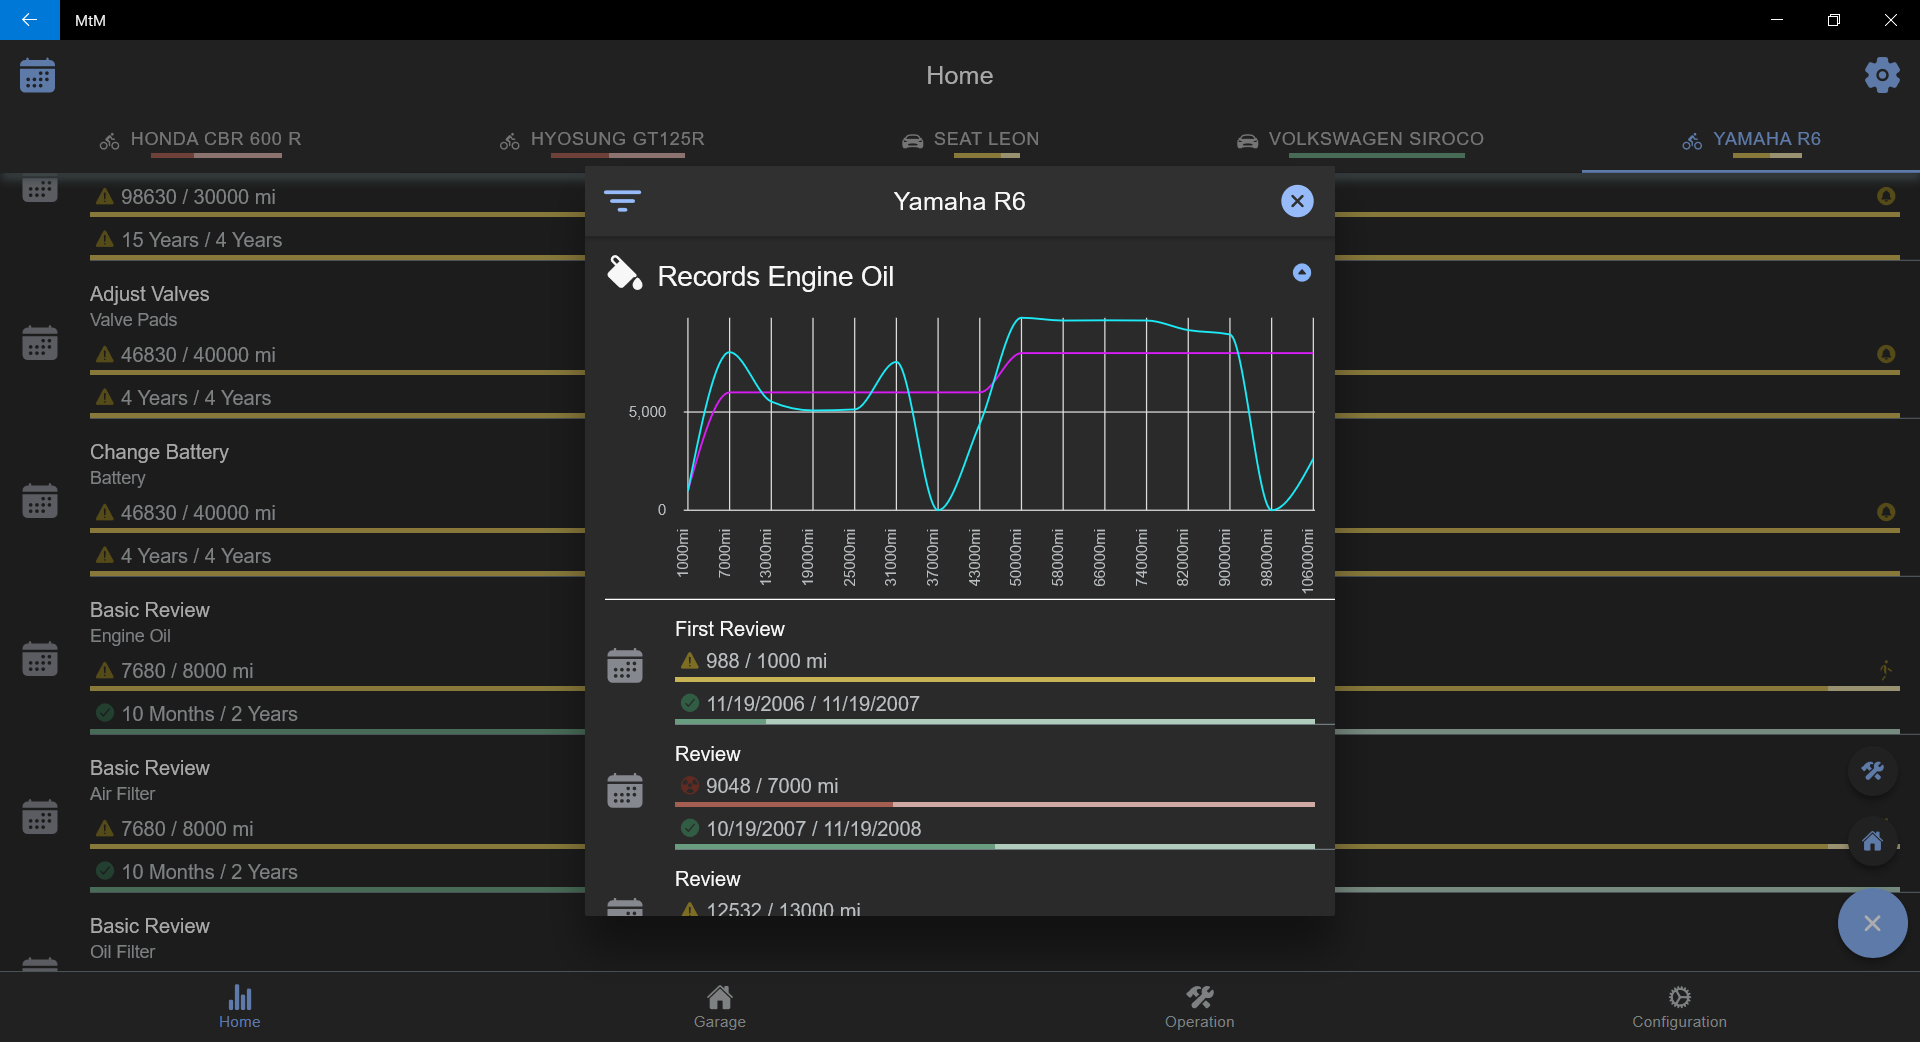 MtM
Home
HONDA CBR 600 R
HYOSUNG GT125R
SEAT LEON
VOLKSWAGEN SIROCO
YAMAHA R6
98630 / 30000 mi
15 Years / 4 Years
Adjust Valves
Valve Pads
46830 / 40000 mi
4 Years / 4 Years
Change Battery
Battery
46830 / 40000 mi
4 Years / 4 Years
Basic Review
Engine Oil
7680 / 8000 mi
10 Months / 2 Years
Basic Review
Air Filter
7680 / 8000 mi
10 Months / 2 Years
Basic Review
Oil Filter
Yamaha R6
Records Engine Oil
5,000
0
1000mi
7000mi
13000mi
19000mi
25000mi
31000mi
37000mi
43000mi
50000mi
58000mi
66000mi
74000mi
82000mi
90000mi
98000mi
106000mi
First Review
988 / 1000 mi
11/19/2006 / 11/19/2007
Review
9048 / 7000 mi
10/19/2007 / 11/19/2008
Review
12532 / 13000 mi
Home
Garage
Operation
Configuration